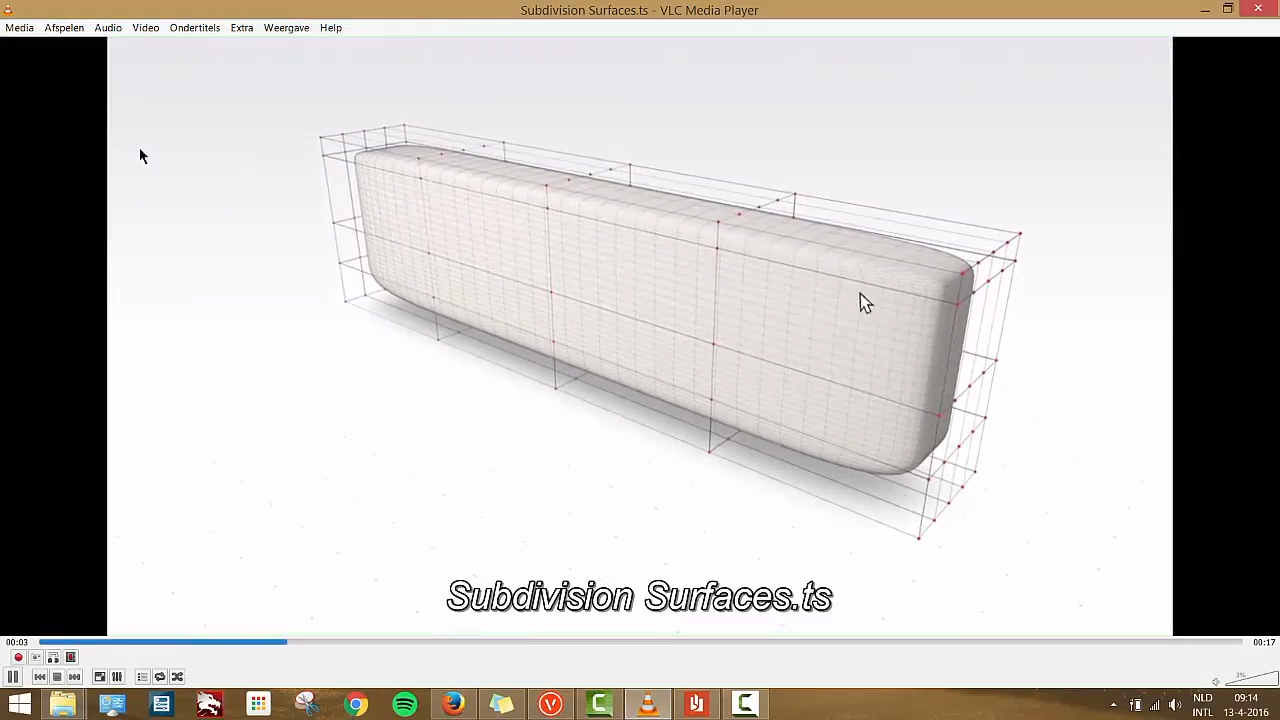 Subdivision Surfaces.ts - VLC Media Player
Media Afspelen Audio Video Ondertitels Extra Weergave Help
Subdivision Surfaces.ts
00:03 00:17
3%
NLD 09:14
INTL 13-4-2016